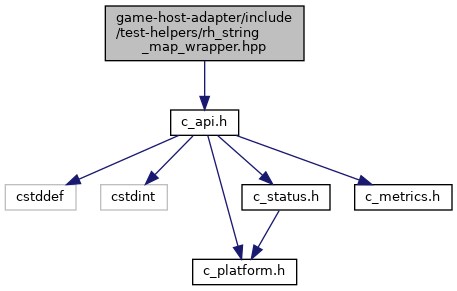 game-host-adapter/include
/test-helpers/rh_string
_map_wrapper.hpp
c_api.h
cstddef
cstdint
c_status.h
c_metrics.h
c_platform.h